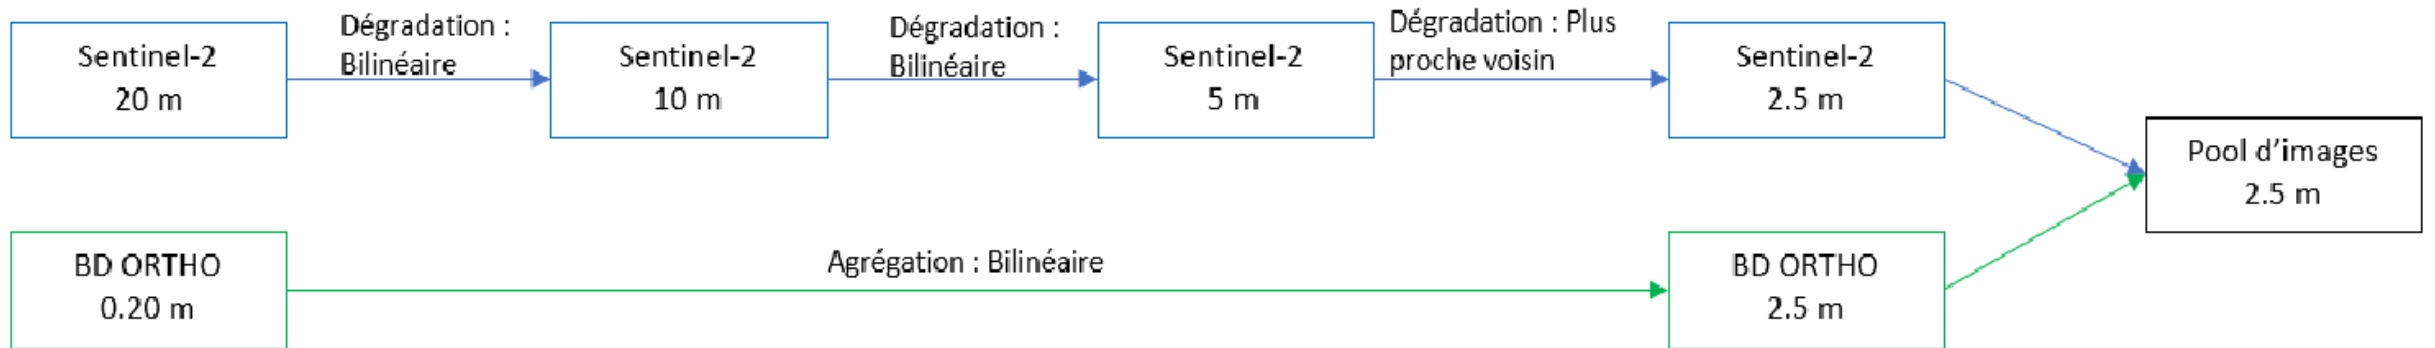 Sentinel-2
20 m
Dégradation :
Bilinéaire
Sentinel-2
10 m
Dégradation :
Bilinéaire
Sentinel-2
5 m
Dégradation : Plus
proche voisin
Sentinel-2
2.5 m
Pool d’images
2.5 m
BD ORTHO
0.20 m
Agrégation : Bilinéaire
BD ORTHO
2.5 m